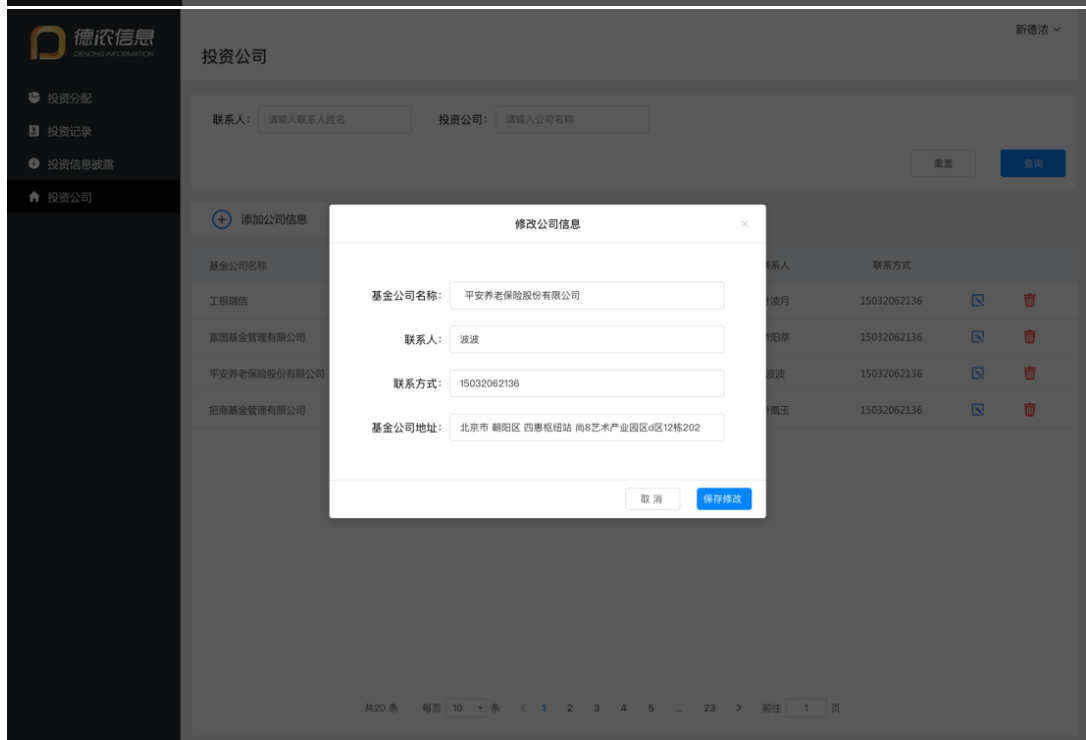 德浓信息
DENONG INFORMATION
新德浓
投资公司
投资分配
投资记录
投资信息披露
投资公司
联系人： 请输入联系人姓名 投资公司： 请输入公司名称
重置 查询
添加公司信息
修改公司信息
基金公司名称 系人 联系方式
工银瑞信 凌月 15032062136
富国基金管理有限公司 阳苹 15032062136
平安养老保险股份有限公司 波波 15032062136
招商基金管理有限公司 凰玉 15032062136
基金公司名称： 平安养老保险股份有限公司
联系人： 波波
联系方式： 15032062136
基金公司地址： 北京市 朝阳区 四惠枢纽站 尚8艺术产业园区d区12栋202
取 消 保存修改
共20 条 每页 10 条 < 1 2 3 4 5 ... 23 > 前往 1 页